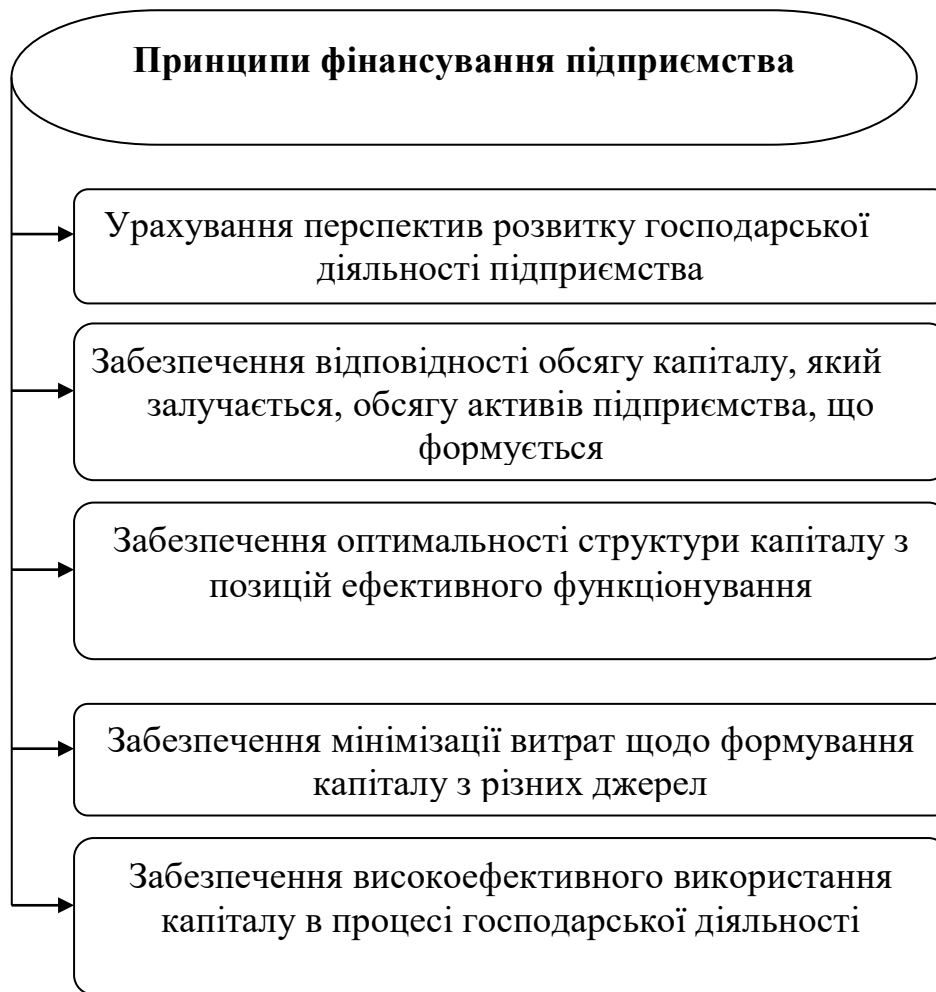 Принципи фінансування підприємства
Урахування перспектив розвитку господарської
діяльності підприємства
Забезпечення відповідності обсягу капіталу, який
залучається, обсягу активів підприємства, що
формується
Забезпечення оптимальності структури капіталу з
позицій ефективного функціонування
Забезпечення мінімізації витрат щодо формування
капіталу з різних джерел
Забезпечення високоефективного використання
капіталу в процесі господарської діяльності